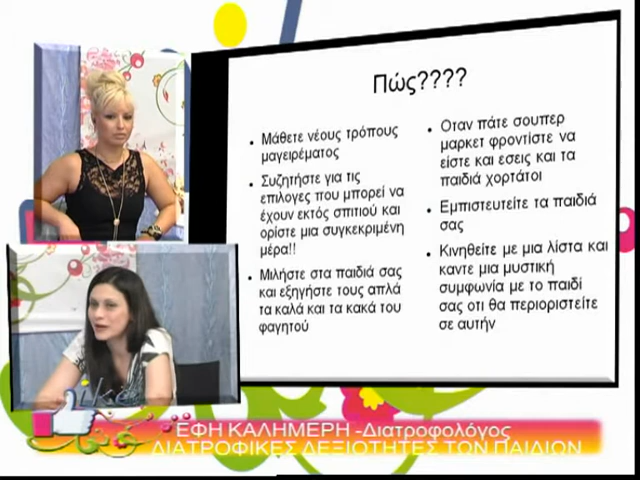 Πώς????
• Μάθετε νέους τρόπους
μαγειρέματος
• Συζητήστε για τις
επιλογες που μπορεί να
έχουν εκτός σπιτιού και
ορίστε μια συγκεκριμένη
μέρα!!
• Μιλήστε στα παιδιά σας
και εξηγήστε τους απλά
τα καλά και τα κακά του
φαγητού
• Οταν πάτε σουπερ
μαρκετ φροντίστε να
είστε και εσεις και τα
παιδιά χορτάτοι
• Εμπιστευτείτε τα παιδιά
σας
• Κινηθείτε με μια λίστα και
καντε μια μυστική
συμφωνία με το παιδί
σας οτι θα περιοριστείτε
σε αυτήν
like
ΕΦΗ ΚΑΛΗΜΕΡΗ -Διατροφολόγος
ΔΙΑΤΡΟΦΙΚΕΣ ΔΕΞΙΟΤΗΤΕΣ ΤΩΝ ΠΑΙΔΙΩΝ